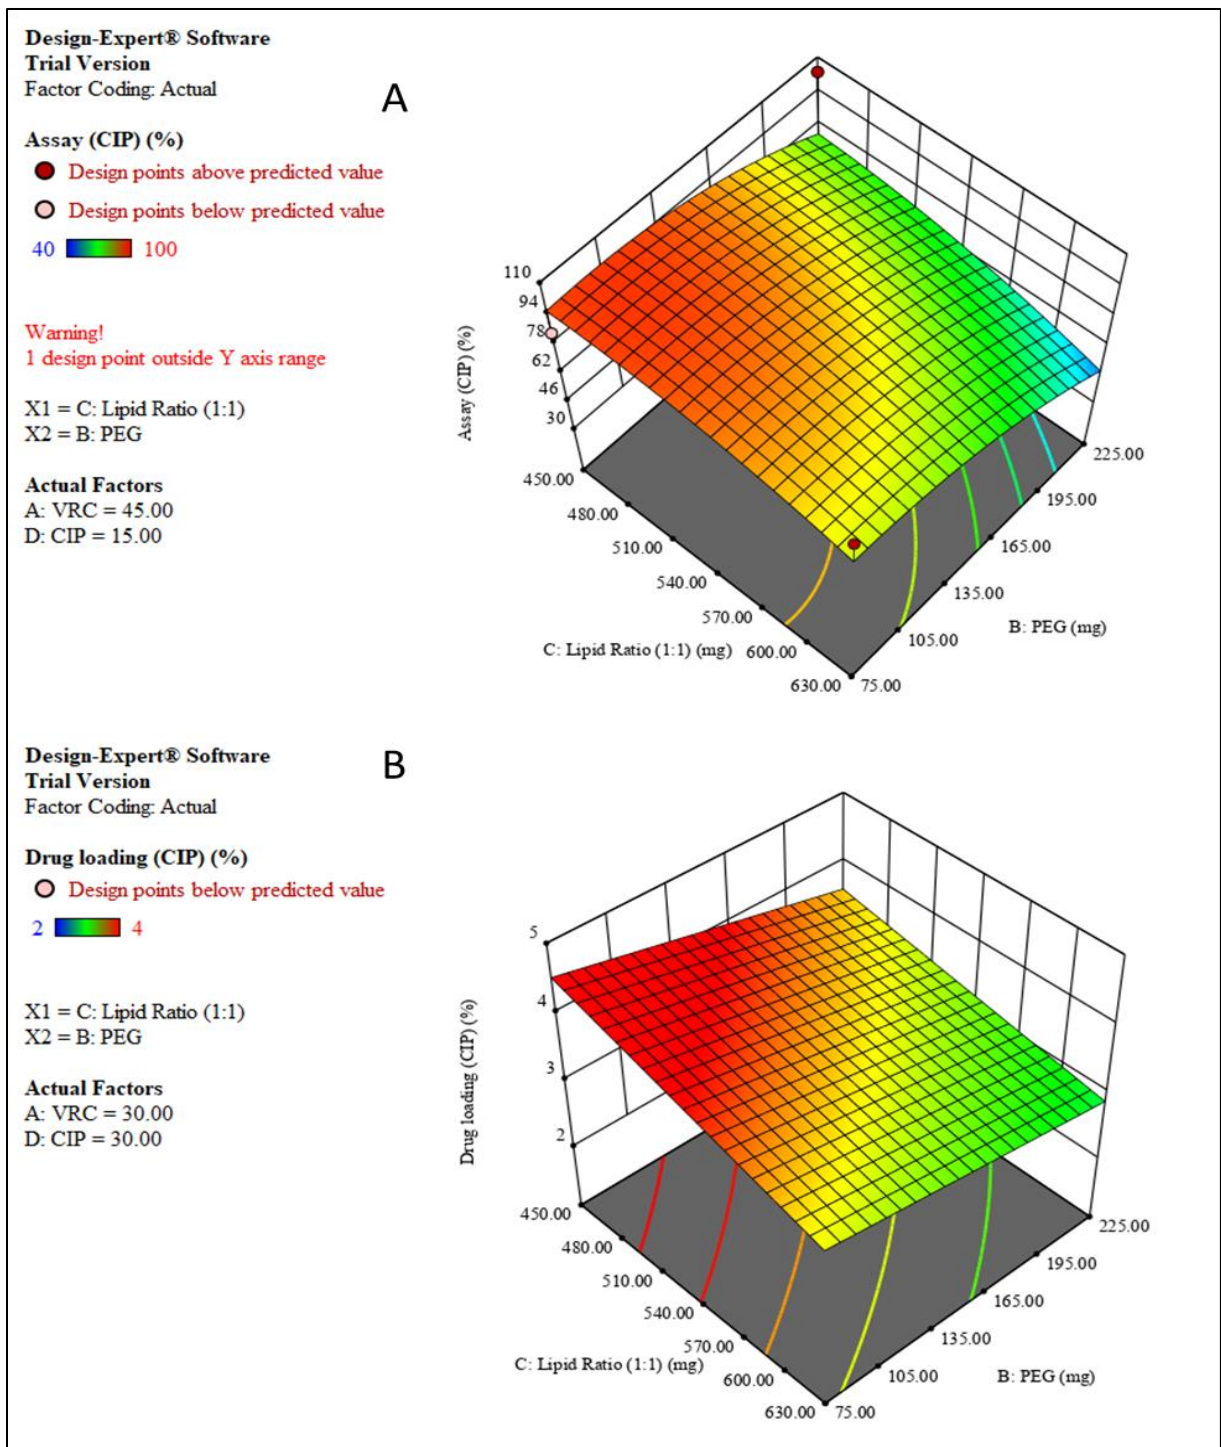 Design-Expert® Software
Trial Version
Factor Coding: Actual
A
Assay (CIP) (%)
Design points above predicted value
Design points below predicted value
40 100
Warning!
1 design point outside Y axis range
X1 = C: Lipid Ratio (1:1)
X2 = B: PEG
Actual Factors
A: VRC = 45.00
D: CIP = 15.00
110
94
78
62
46
30
Assay (CIP) (%)
450.00
480.00
510.00
540.00
570.00
600.00
630.00
C: Lipid Ratio (1:1) (mg)
75.00
105.00
135.00
165.00
195.00
225.00
B: PEG (mg)
Design-Expert® Software
Trial Version
Factor Coding: Actual
B
Drug loading (CIP) (%)
Design points below predicted value
2 4
X1 = C: Lipid Ratio (1:1)
X2 = B: PEG
Actual Factors
A: VRC = 30.00
D: CIP = 30.00
5
4
3
2
Drug loading (CIP) (%)
450.00
480.00
510.00
540.00
570.00
600.00
630.00
C: Lipid Ratio (1:1) (mg)
75.00
105.00
135.00
165.00
195.00
225.00
B: PEG (mg)